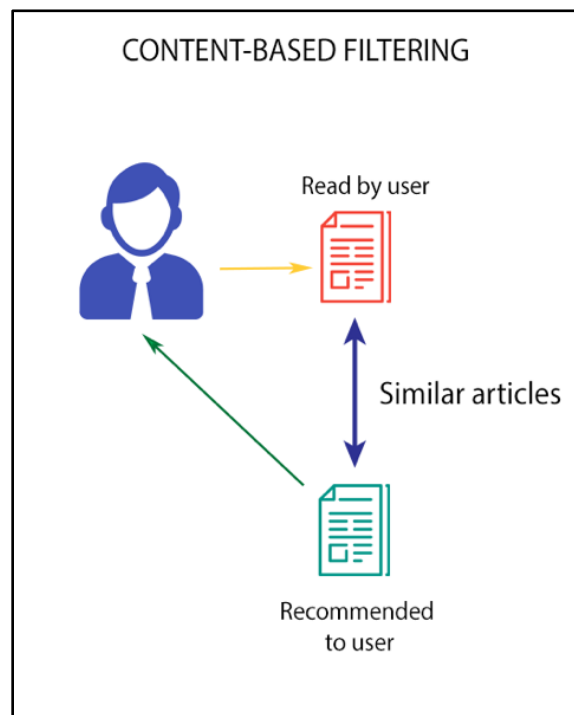 CONTENT-BASED FILTERING
Read by user
Similar articles
Recommended
to user